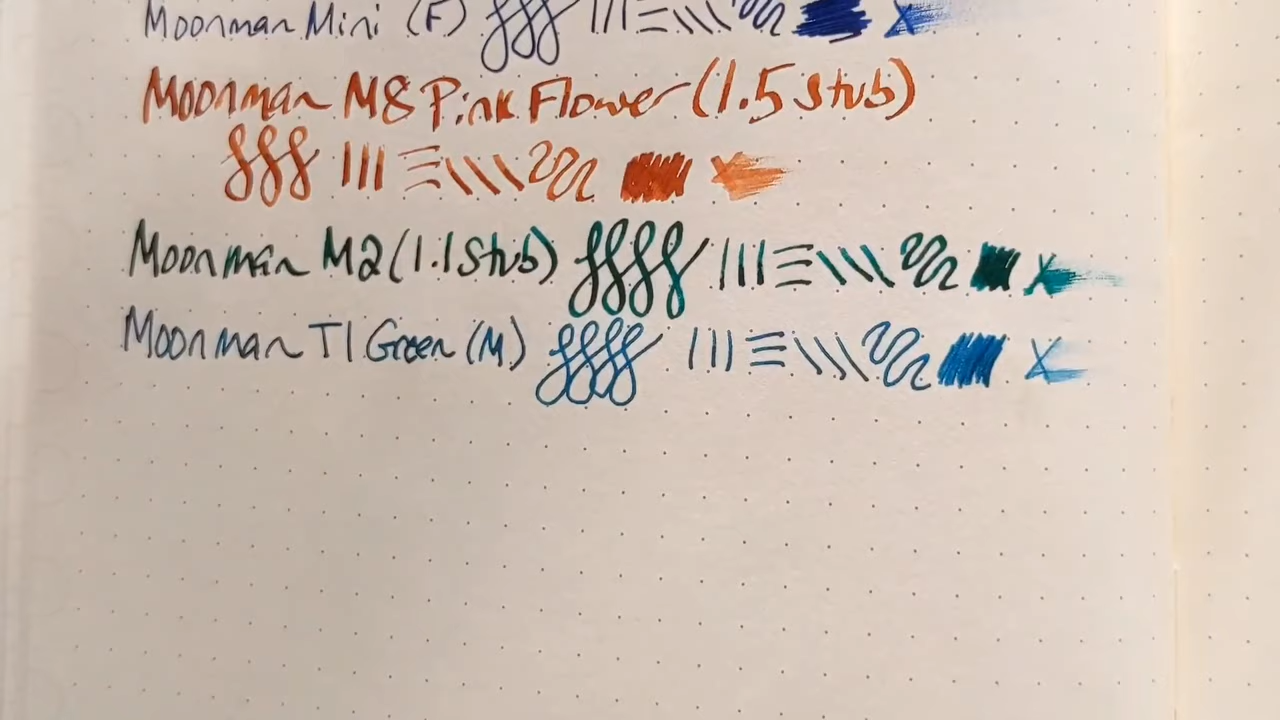 Moonman Mini (F)
Moonman M8 Pink Flower (1.5 Stub)
Moonman M2 (1.1 Stub)
Moonman T1 Green (M)